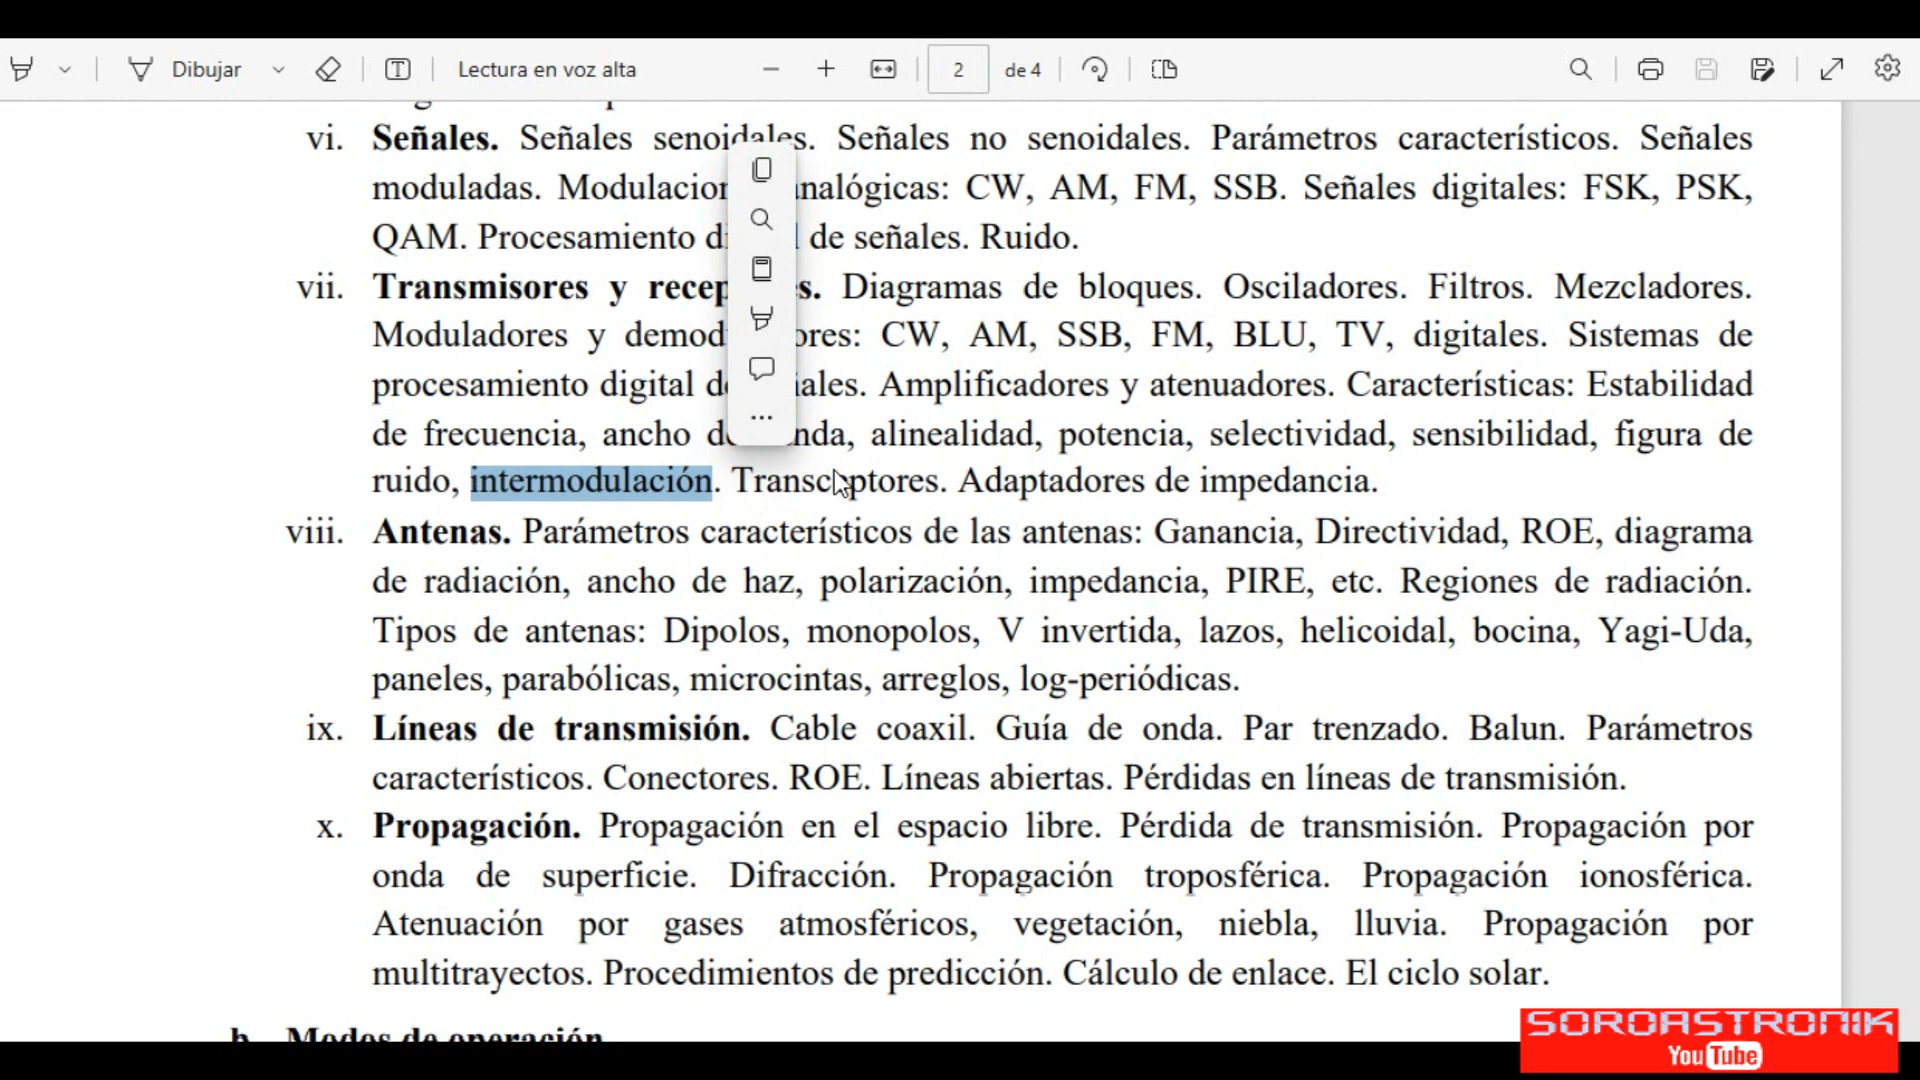 Dibujar
Lectura en voz alta
2
de 4
vi. Señales. Señales senoidales. Señales no senoidales. Parámetros característicos. Señales
moduladas. analógicas: CW, AM, FM, SSB. Señales digitales: FSK, PSK,
QAM. Procesamiento de señales. Ruido.
vii. Transmisores y Diagramas de bloques. Osciladores. Filtros. Mezcladores.
Moduladores y CW, AM, SSB, FM, BLU, TV, digitales. Sistemas de
procesamiento digital Amplificadores y atenuadores. Características: Estabilidad
de frecuencia, ancho alinealidad, potencia, selectividad, sensibilidad, figura de
ruido, intermodulación. Transceptores. Adaptadores de impedancia.
viii. Antenas. Parámetros característicos de las antenas: Ganancia, Directividad, ROE, diagrama
de radiación, ancho de haz, polarización, impedancia, PIRE, etc. Regiones de radiación.
Tipos de antenas: Dipolos, monopolos, V invertida, lazos, helicoidal, bocina, Yagi-Uda,
paneles, parabólicas, microcintas, arreglos, log-periódicas.
ix. Líneas de transmisión. Cable coaxil. Guía de onda. Par trenzado. Balun. Parámetros
característicos. Conectores. ROE. Líneas abiertas. Pérdidas en líneas de transmisión.
x. Propagación. Propagación en el espacio libre. Pérdida de transmisión. Propagación por
onda de superficie. Difracción. Propagación troposférica. Propagación ionosférica.
Atenuación por gases atmosféricos, vegetación, niebla, lluvia. Propagación por
multitrayectos. Procedimientos de predicción. Cálculo de enlace. El ciclo solar.
b. Modos de operación
SOROASTRONIK
YouTube